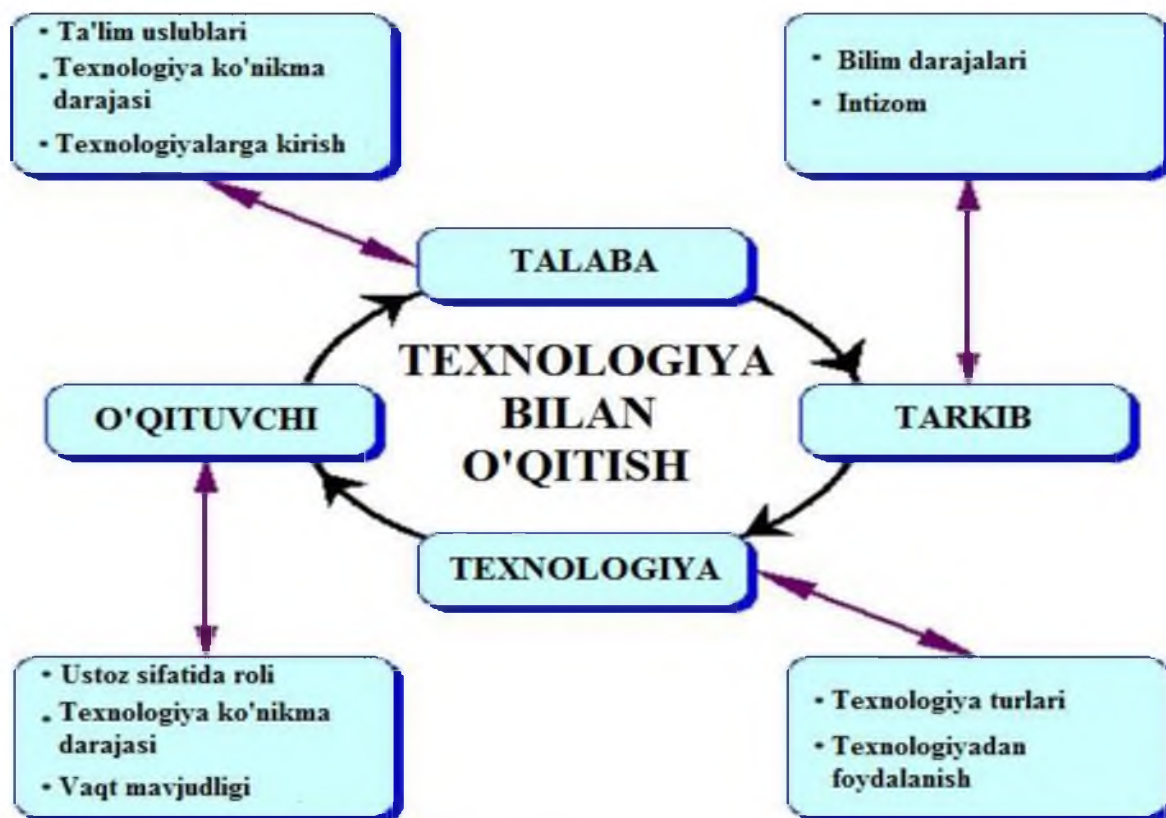 · Ta'lim uslublari
· Texnologiya ko'nikma
darajasi
· Texnologiyalarga kirish
· Bilim darajalari
· Intizom
TALABA
TEXNOLOGIYA
BILAN
O'QITISH
O'QITUVCHI
TARKIB
TEXNOLOGIYA
· Ustoz sifatida roli
· Texnologiya ko'nikma
darajasi
· Vaqt mavjudligi
· Texnologiya turlari
· Texnologiyadan
foydalanish